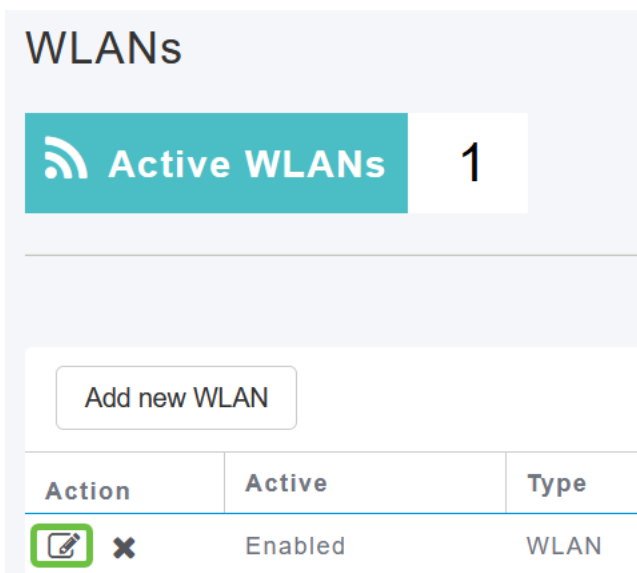 WLANs
Active WLANs 1
Add new WLAN
Action Active Type
Enabled WLAN